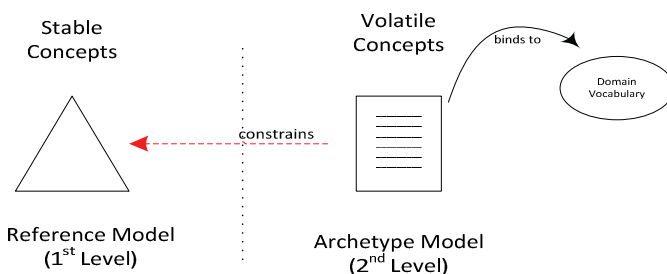 Stable
Concepts
Volatile
Concepts
binds to
Domain
Vocabulary
constrains
Reference Model
(1st Level)
Archetype Model
(2nd Level)